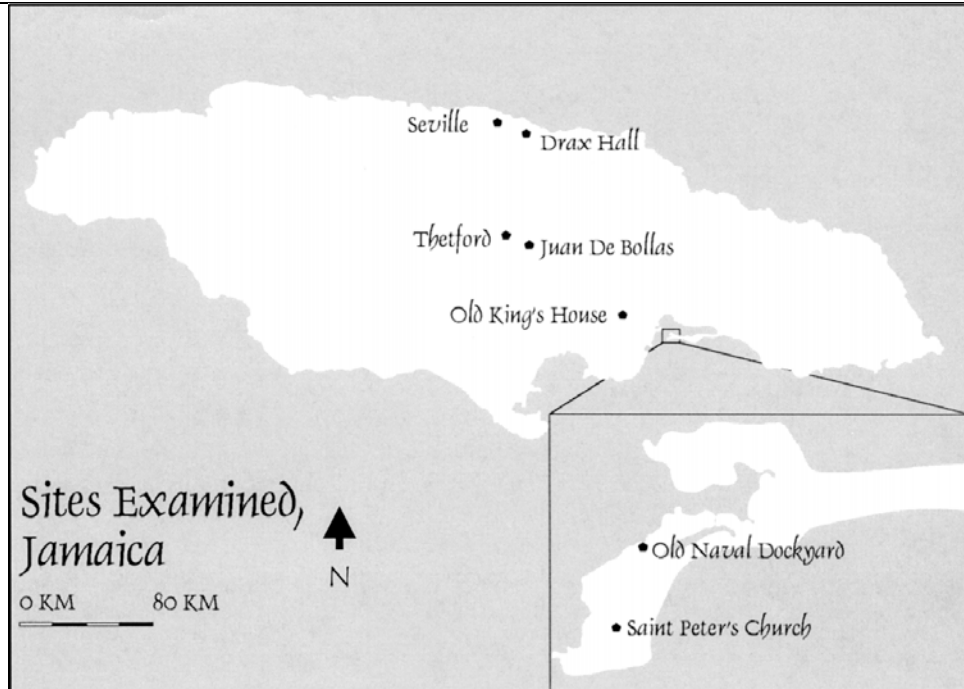 Seville
Drax Hall
Thetford
Juan De Bollas
Old King's House
Sites Examined,
Jamaica
N
0 KM 80 KM
Old Naval Dockyard
Saint Peter's Church